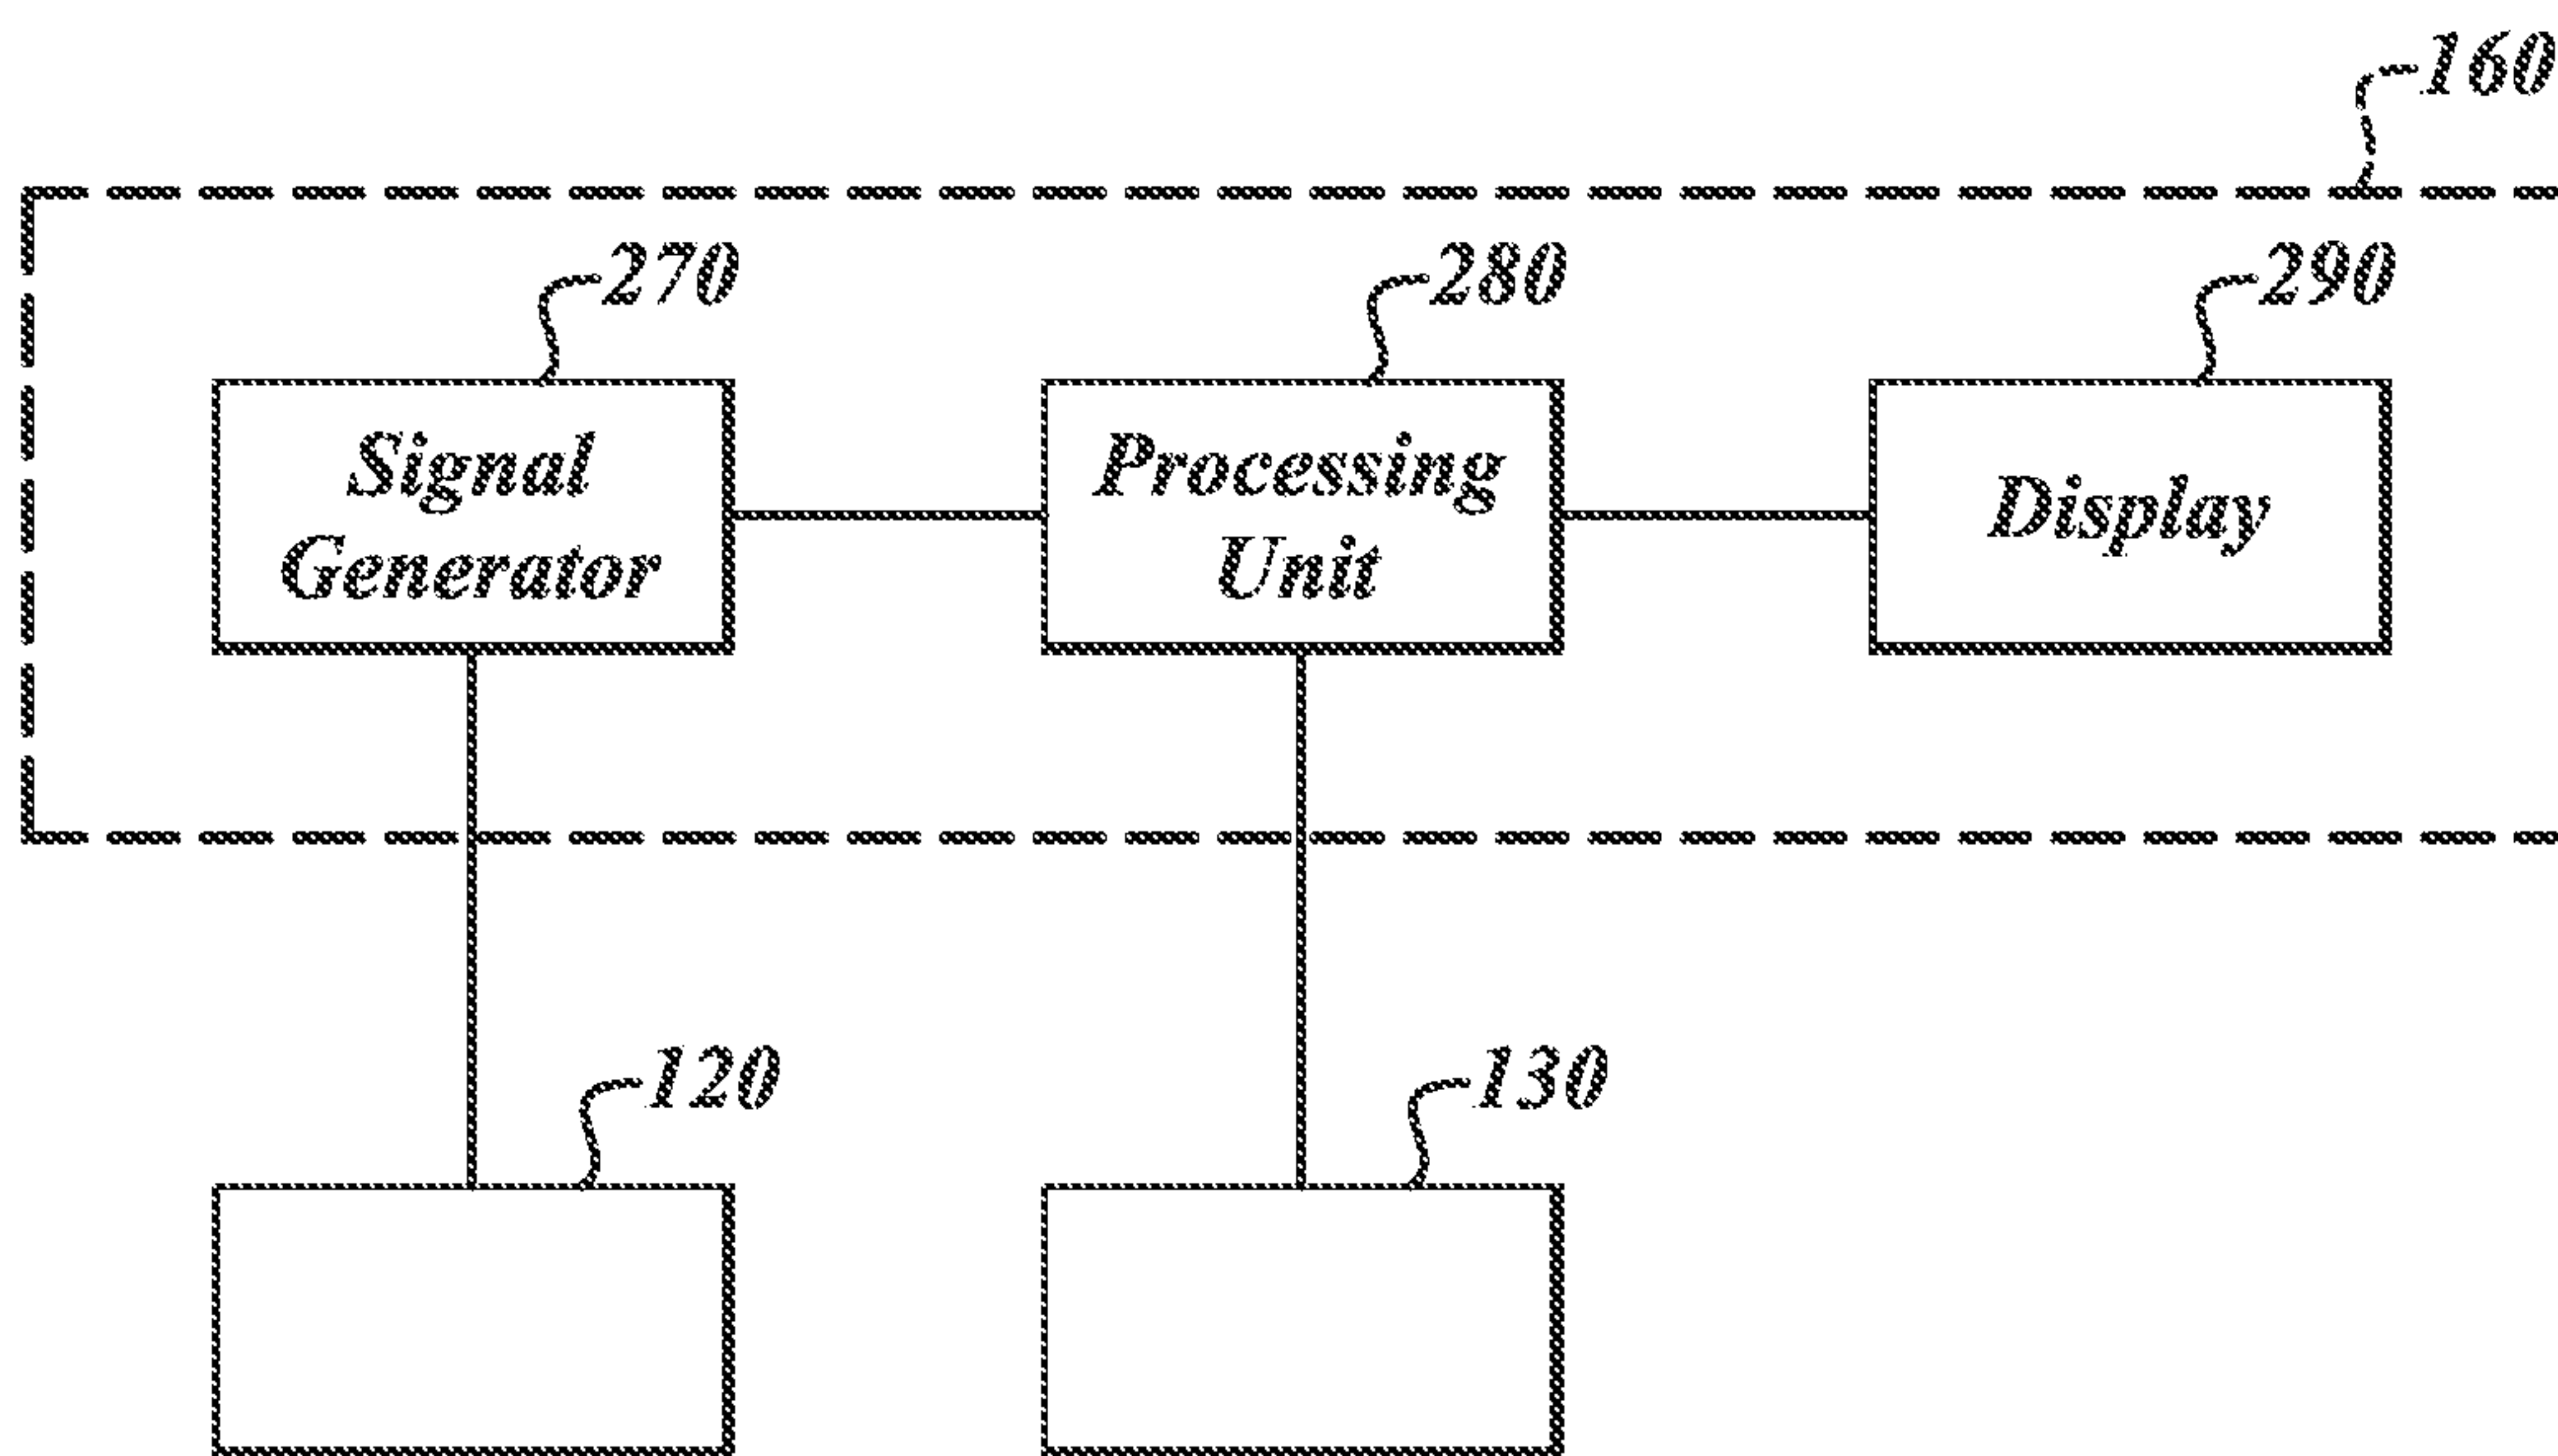 160
270
280
290
Signal
Generator
Processing
Unit
Display
120
130